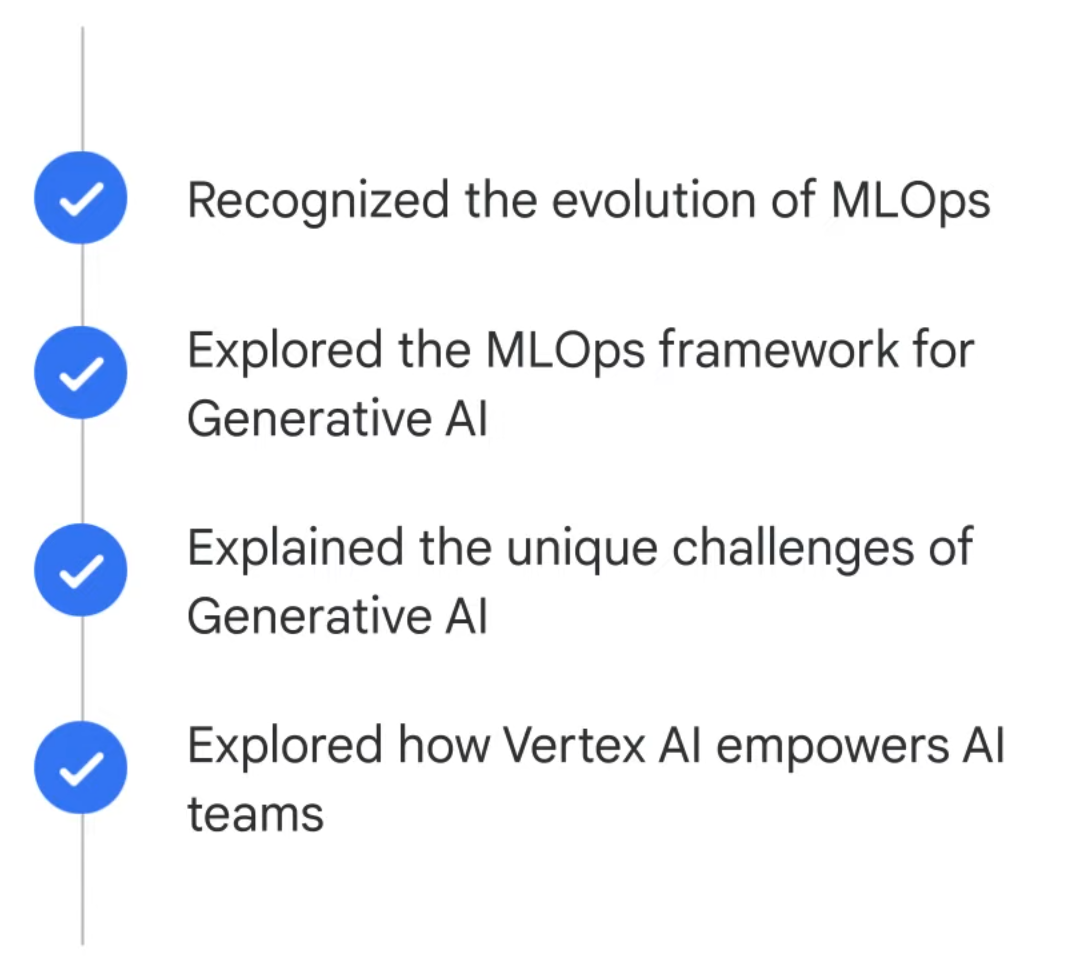 Recognized the evolution of MLOps
Explored the MLOps framework for
Generative AI
Explained the unique challenges of
Generative AI
Explored how Vertex AI empowers AI
teams